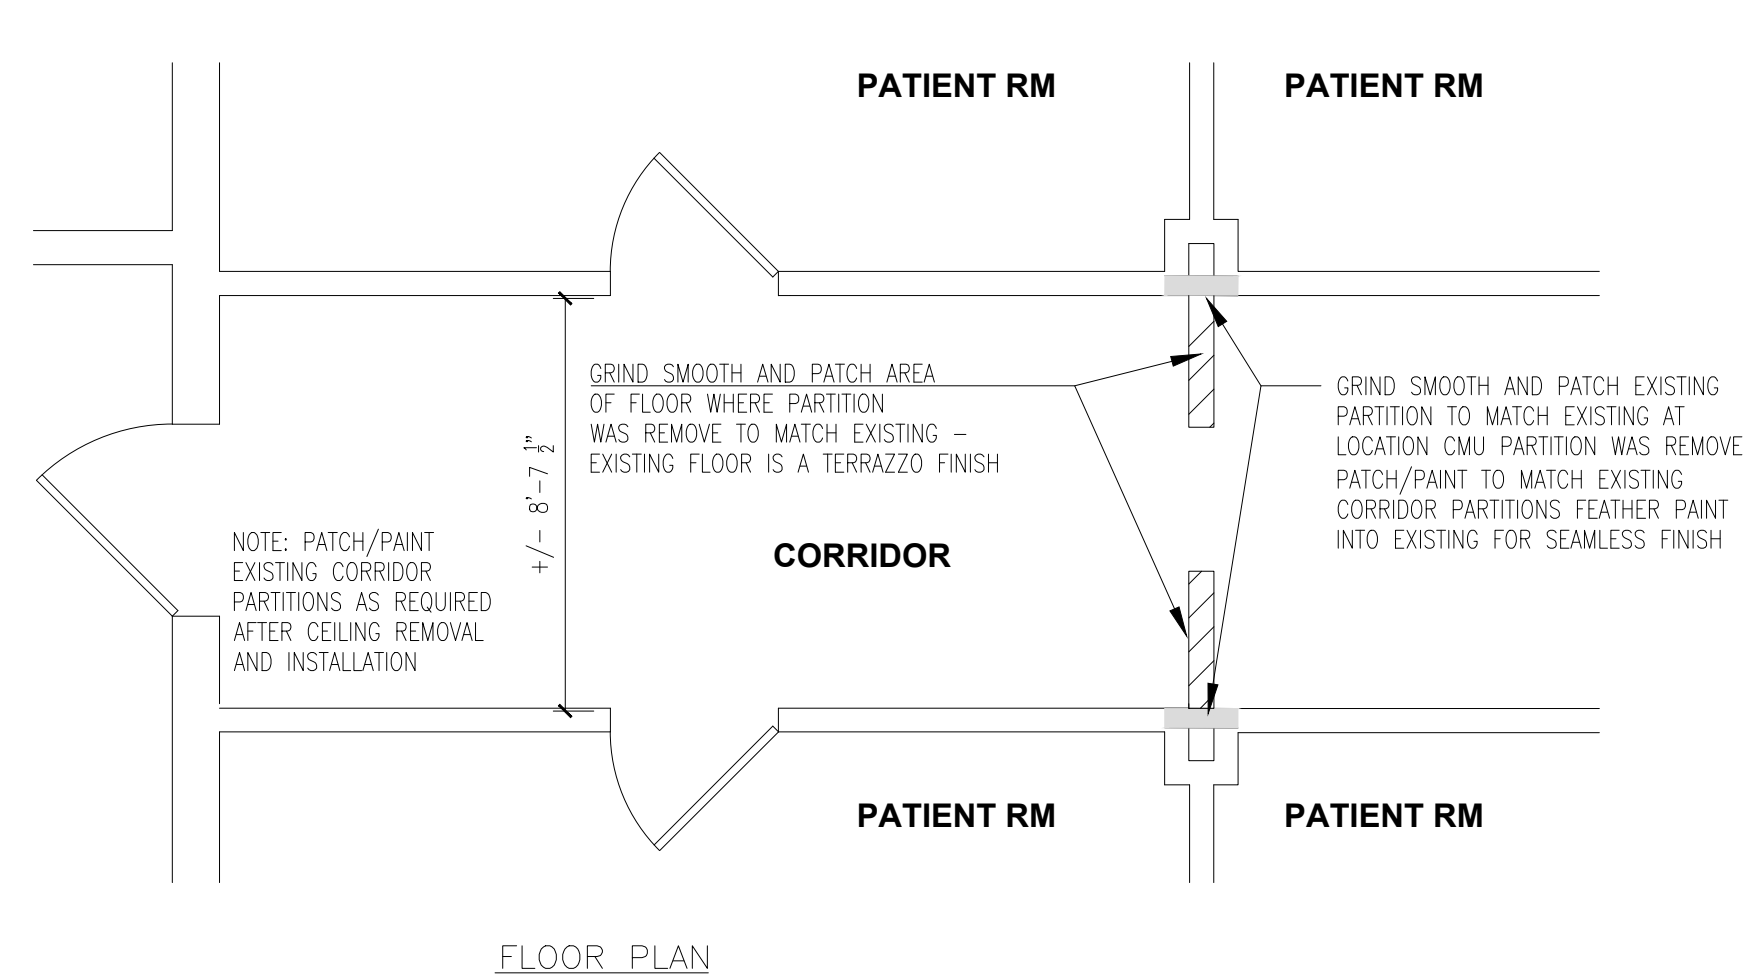 PATIENT RM
PATIENT RM
GRIND SMOOTH AND PATCH AREA
OF FLOOR WHERE PARTITION
WAS REMOVE TO MATCH EXISTING –
EXISTING FLOOR IS A TERRAZZO FINISH
GRIND SMOOTH AND PATCH EXISTING
PARTITION TO MATCH EXISTING AT
LOCATION CMU PARTITION WAS REMOVE
PATCH/PAINT TO MATCH EXISTING
CORRIDOR PARTITIONS FEATHER PAINT
INTO EXISTING FOR SEAMLESS FINISH
+/– 8'–7 1/2"
NOTE: PATCH/PAINT
EXISTING CORRIDOR
PARTITIONS AS REQUIRED
AFTER CEILING REMOVAL
AND INSTALLATION
CORRIDOR
PATIENT RM
PATIENT RM
FLOOR PLAN